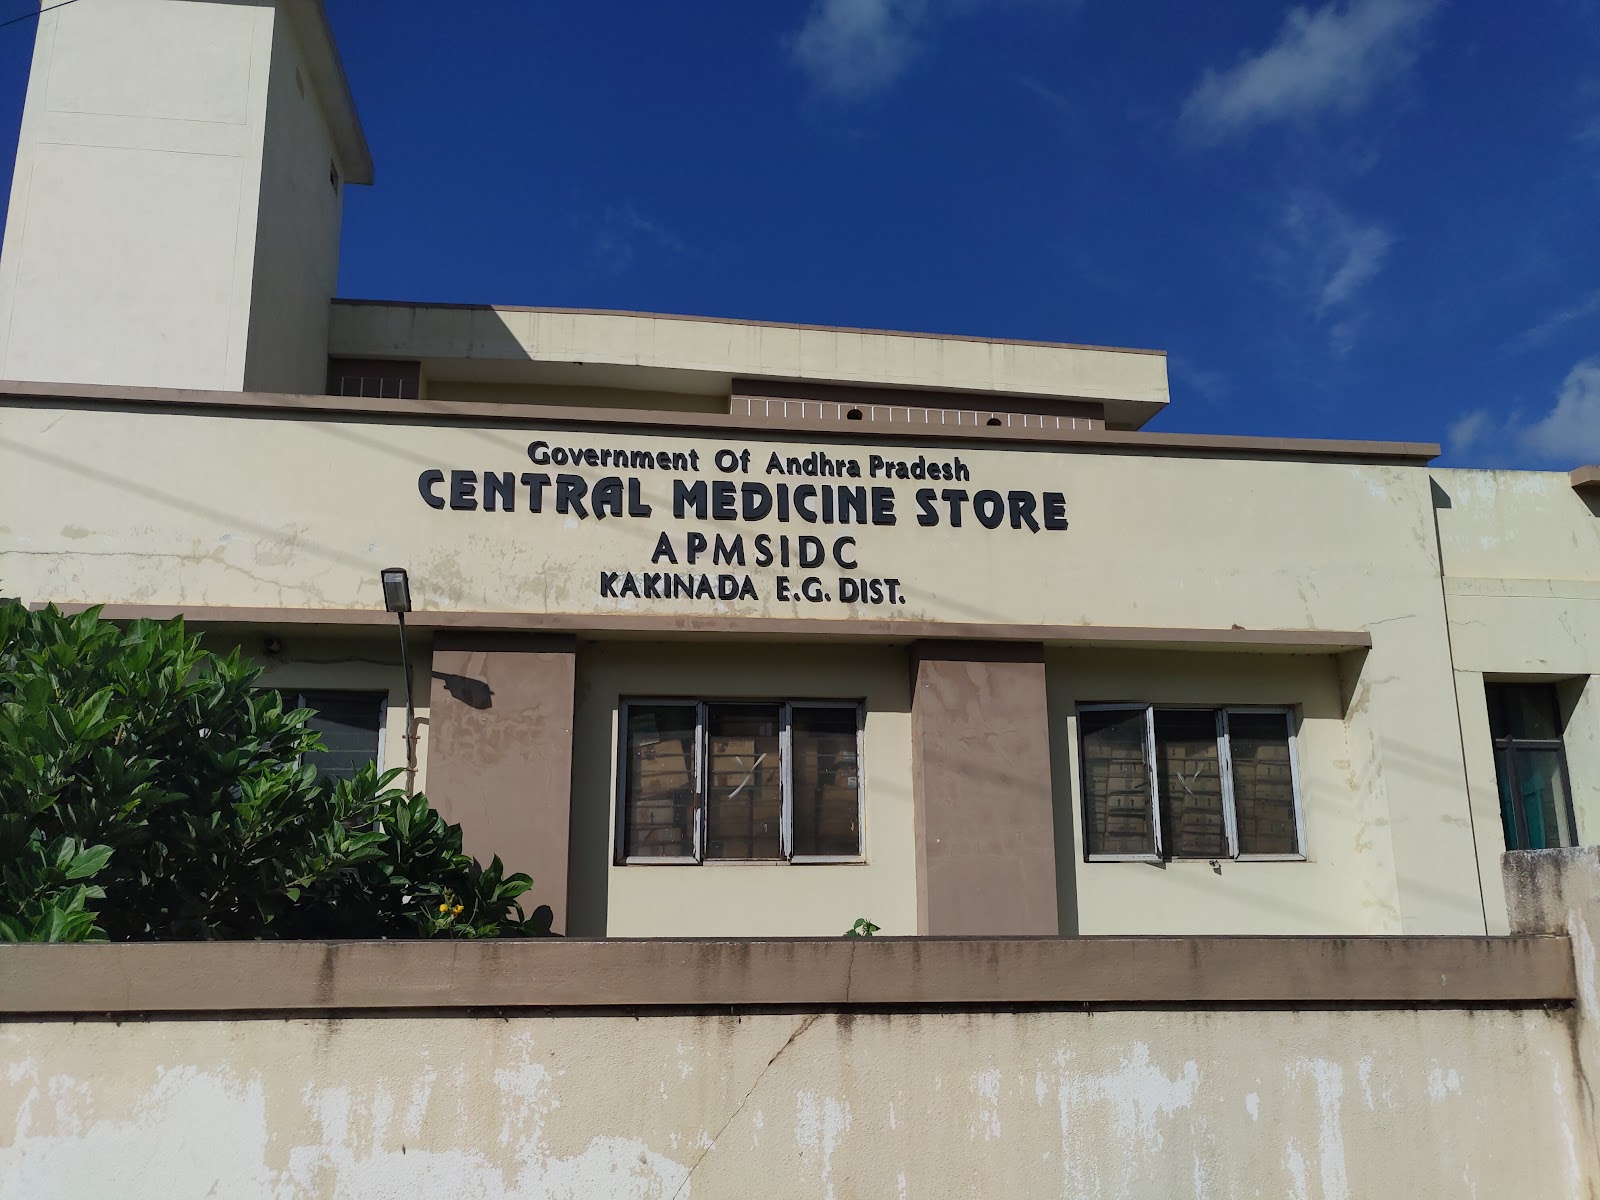 Government Of Andhra Pradesh
CENTRAL MEDICINE STORE
APMSIDC
KAKINADA E.G. DIST.